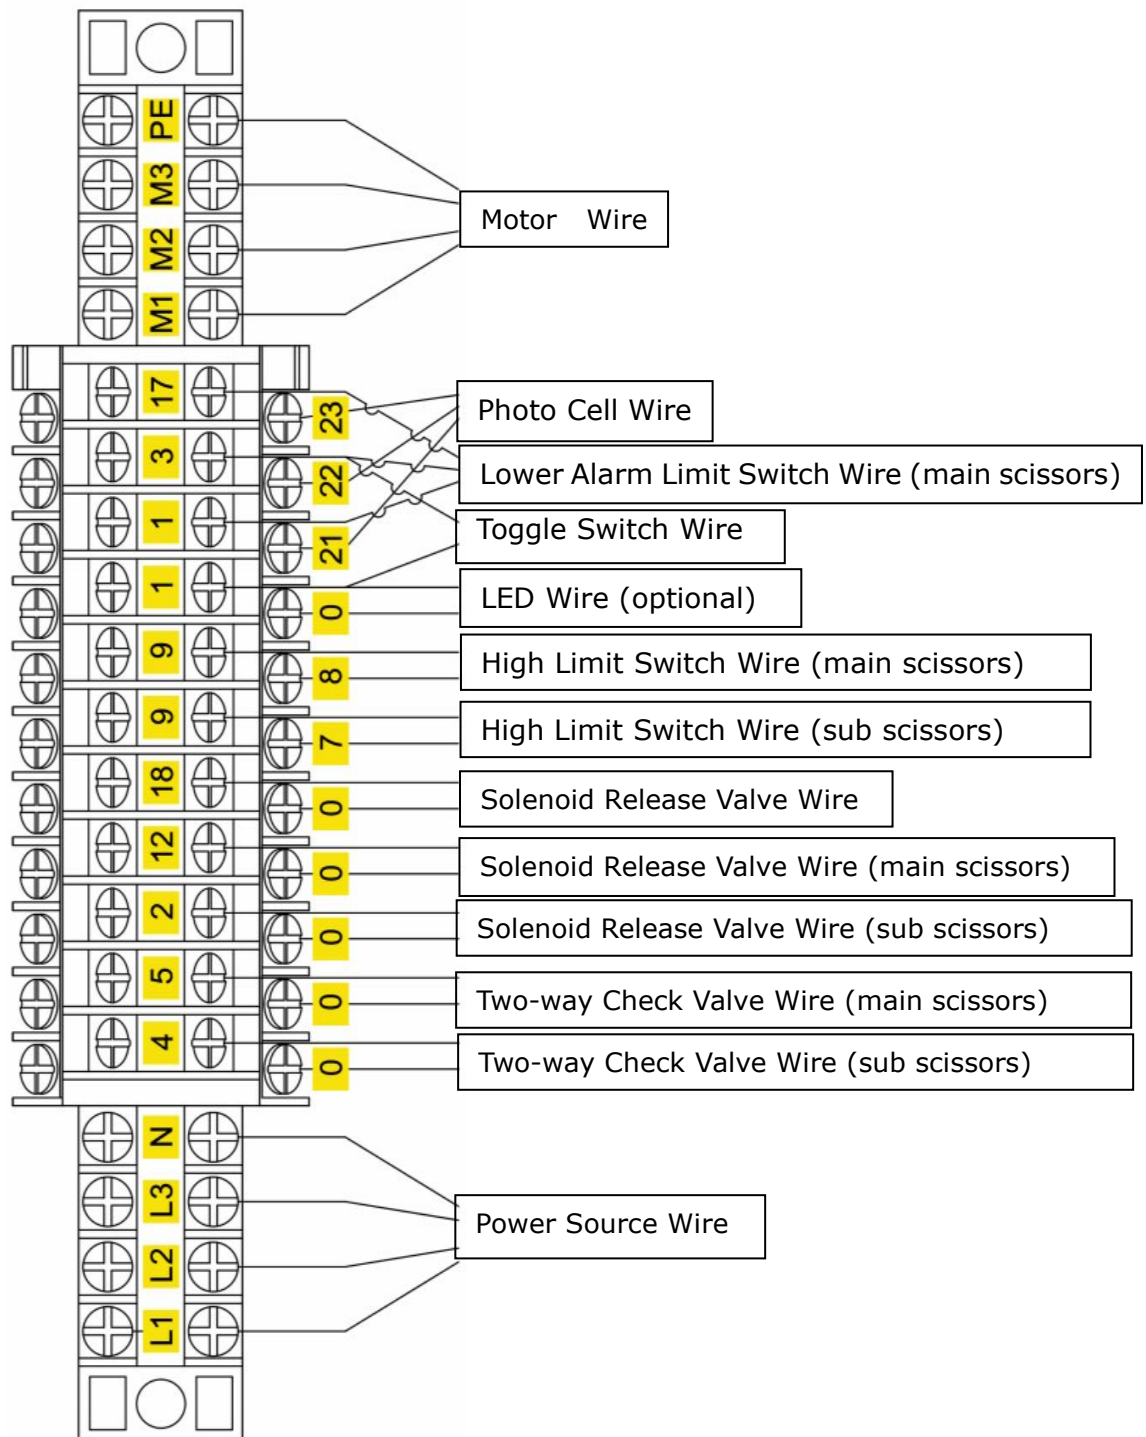 PE
M3
Motor Wire
M2
M1
17
23
Photo Cell Wire
3
22
Lower Alarm Limit Switch Wire (main scissors)
1
21
Toggle Switch Wire
1
0
LED Wire (optional)
9
8
High Limit Switch Wire (main scissors)
9
7
High Limit Switch Wire (sub scissors)
18
0
Solenoid Release Valve Wire
12
0
Solenoid Release Valve Wire (main scissors)
2
0
Solenoid Release Valve Wire (sub scissors)
5
0
Two-way Check Valve Wire (main scissors)
4
0
Two-way Check Valve Wire (sub scissors)
N
L3
Power Source Wire
L2
L1